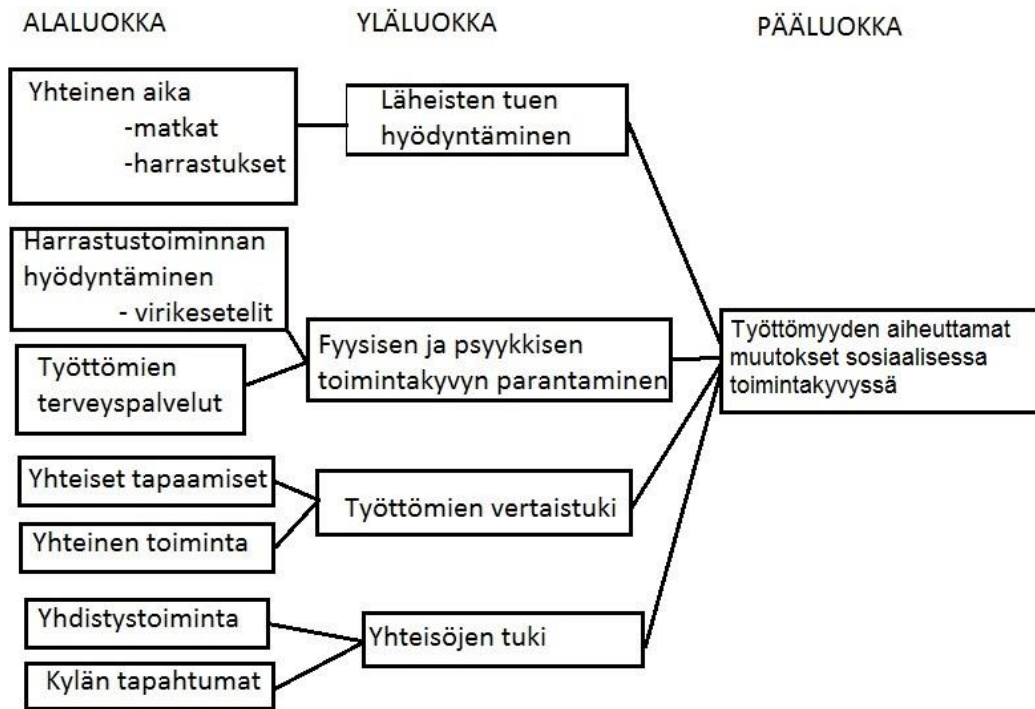 ALALUOKKA
YLÄLUOKKA
PÄÄLUOKKA
Yhteinen aika
-matkat
-harrastukset
Läheisten tuen
hyödyntäminen
Harrastustoiminnan
hyödyntäminen
- virikesetelit
Työttömien
terveyspalvelut
Fyysisen ja psyykkisen
toimintakyvyn parantaminen
Työttömyyden aiheuttamat
muutokset sosiaalisessa
toimintakyvyssä
Yhteiset tapaamiset
Yhteinen toiminta
Työttömien vertaistuki
Yhdistystoiminta
Kylän tapahtumat
Yhteisöjen tuki